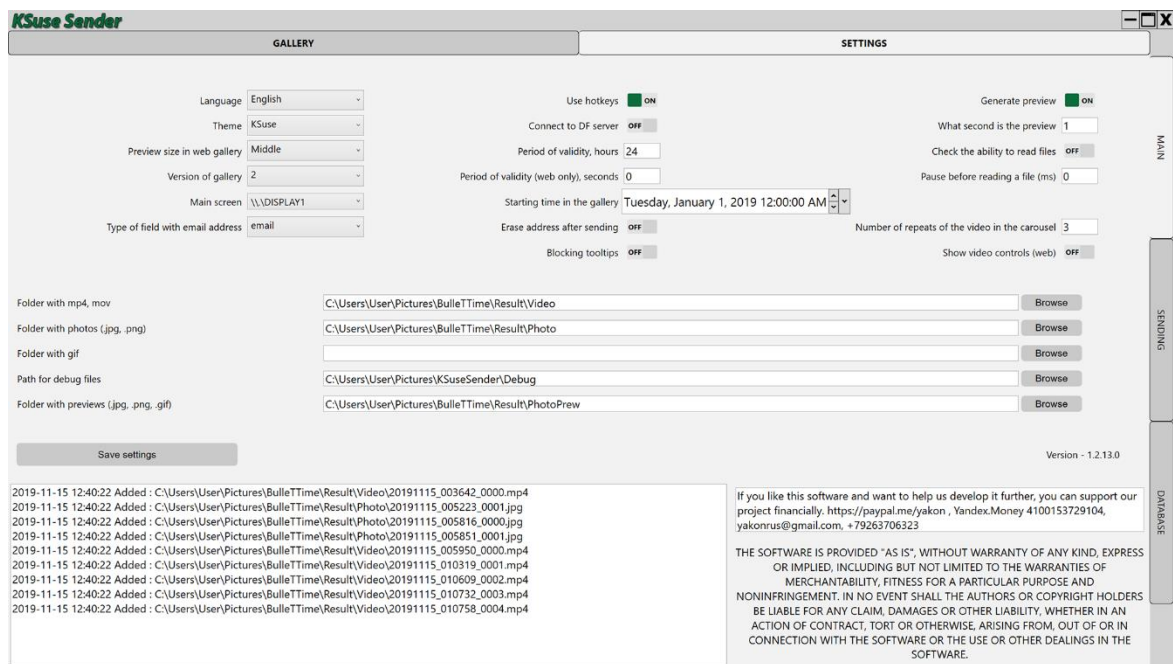 KSuse Sender
GALLERY
SETTINGS
Language English
Use hotkeys ON
Generate preview ON
Theme KSuse
Connect to DF server OFF
What second is the preview 1
Preview size in web gallery Middle
Period of validity, hours 24
Check the ability to read files OFF
Version of gallery 2
Period of validity (web only), seconds 0
Pause before reading a file (ms) 0
Main screen \\.\DISPLAY1
Starting time in the gallery Tuesday, January 1, 2019 12:00:00 AM
Type of field with email address email
Erase address after sending OFF
Number of repeats of the video in the carousel 3
Blocking tooltips OFF
Show video controls (web) OFF
MAIN
SENDING
DATABASE
Folder with mp4, mov C:\Users\User\Pictures\BulleTTime\Result\Video Browse
Folder with photos (.jpg, .png) C:\Users\User\Pictures\BulleTTime\Result\Photo Browse
Folder with gif Browse
Path for debug files C:\Users\User\Pictures\KSuseSender\Debug Browse
Folder with previews (.jpg, .png, .gif) C:\Users\User\Pictures\BulleTTime\Result\PhotoPrew Browse
Save settings
Version - 1.2.13.0
2019-11-15 12:40:22 Added : C:\Users\User\Pictures\BulleTTime\Result\Video\20191115_003642_0000.mp4
2019-11-15 12:40:22 Added : C:\Users\User\Pictures\BulleTTime\Result\Photo\20191115_005223_0001.jpg
2019-11-15 12:40:22 Added : C:\Users\User\Pictures\BulleTTime\Result\Photo\20191115_005816_0000.jpg
2019-11-15 12:40:22 Added : C:\Users\User\Pictures\BulleTTime\Result\Photo\20191115_005851_0001.jpg
2019-11-15 12:40:22 Added : C:\Users\User\Pictures\BulleTTime\Result\Video\20191115_005950_0000.mp4
2019-11-15 12:40:22 Added : C:\Users\User\Pictures\BulleTTime\Result\Video\20191115_010319_0001.mp4
2019-11-15 12:40:22 Added : C:\Users\User\Pictures\BulleTTime\Result\Video\20191115_010609_0002.mp4
2019-11-15 12:40:22 Added : C:\Users\User\Pictures\BulleTTime\Result\Video\20191115_010732_0003.mp4
2019-11-15 12:40:22 Added : C:\Users\User\Pictures\BulleTTime\Result\Video\20191115_010758_0004.mp4
If you like this software and want to help us develop it further, you can support our
project financially. https://paypal.me/yakon , Yandex.Money 4100153729104,
yakonrus@gmail.com, +79263706323
THE SOFTWARE IS PROVIDED "AS IS", WITHOUT WARRANTY OF ANY KIND, EXPRESS
OR IMPLIED, INCLUDING BUT NOT LIMITED TO THE WARRANTIES OF
MERCHANTABILITY, FITNESS FOR A PARTICULAR PURPOSE AND
NONINFRINGEMENT. IN NO EVENT SHALL THE AUTHORS OR COPYRIGHT HOLDERS
BE LIABLE FOR ANY CLAIM, DAMAGES OR OTHER LIABILITY, WHETHER IN AN
ACTION OF CONTRACT, TORT OR OTHERWISE, ARISING FROM, OUT OF OR IN
CONNECTION WITH THE SOFTWARE OR THE USE OR OTHER DEALINGS IN THE
SOFTWARE.